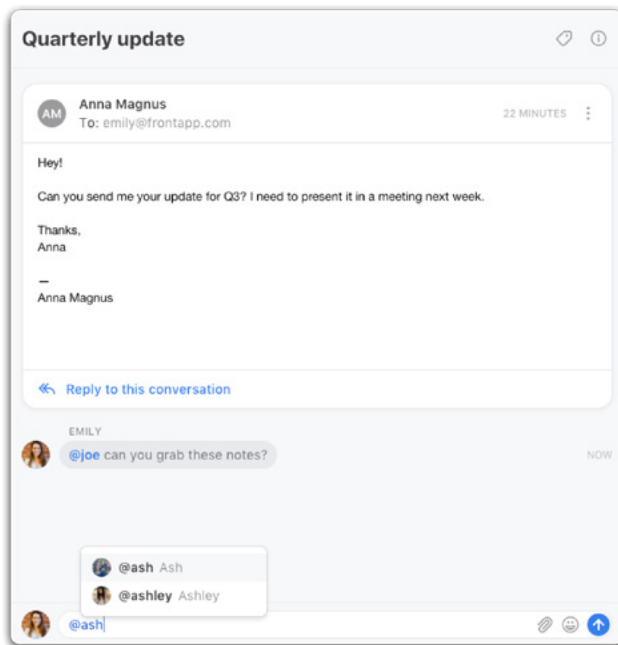 Quarterly update
AM
Anna Magnus
To: emily@frontapp.com
22 MINUTES
Hey!
Can you send me your update for Q3? I need to present it in a meeting next week.
Thanks,
Anna
—
Anna Magnus
Reply to this conversation
EMILY
@joe can you grab these notes?
NOW
@ash Ash
@ashley Ashley
@ash